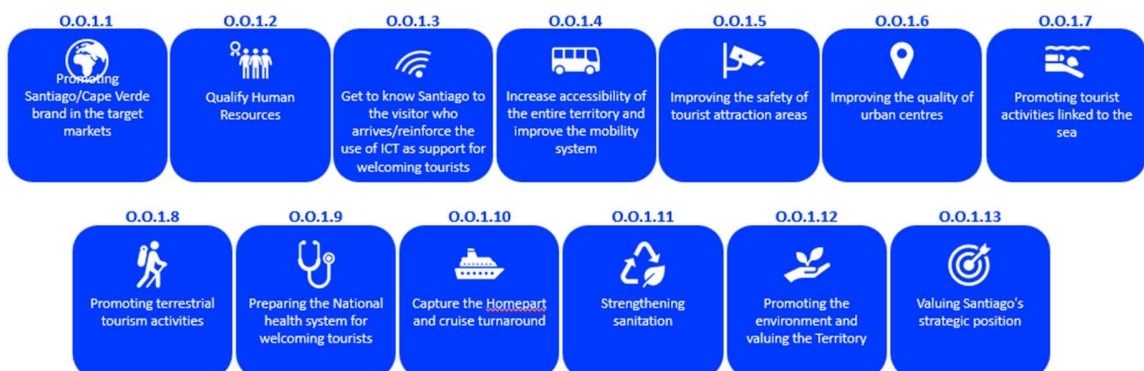 O.O.1.1
O.O.1.2
O.O.1.3
O.O.1.4
O.O.1.5
O.O.1.6
O.O.1.7
Promoting
Santiago/Cape Verde
brand in the target
markets
Qualify Human
Resources
Get to know Santiago to
the visitor who
arrives/reinforce the
use of ICT as support for
welcoming tourists
Increase accessibility of
the entire territory and
improve the mobility
system
Improving the safety of
tourist attraction areas
Improving the quality of
urban centres
Promoting tourist
activities linked to the
sea
O.O.1.8
O.O.1.9
O.O.1.10
O.O.1.11
O.O.1.12
O.O.1.13
Promoting terrestrial
tourism activities
Preparing the National
health system for
welcoming tourists
Capture the Homepart
and cruise turnaround
Strengthening
sanitation
Promoting the
environment and
valuing the Territory
Valuing Santiago's
strategic position